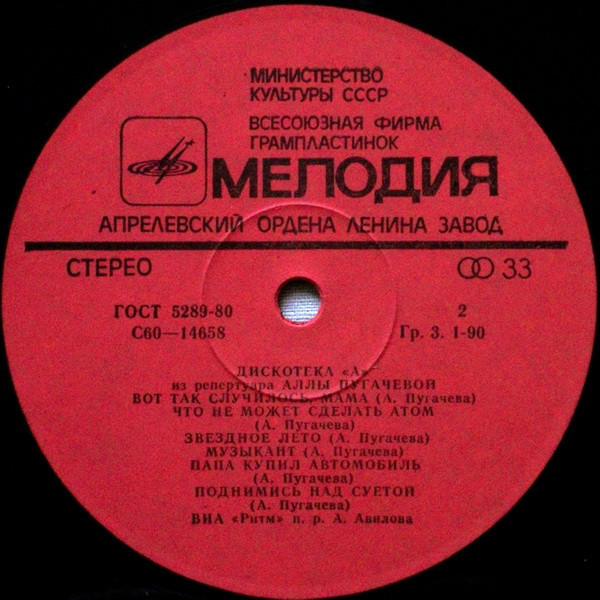 МИНИСТЕРСТВО
КУЛЬТУРЫ СССР
ВСЕСОЮЗНАЯ ФИРМА
ГРАМПЛАСТИНОК
МЕЛОДИЯ
АПРЕЛЕВСКИЙ ОРДЕНА ЛЕНИНА ЗАВОД
СТЕРЕО 33
ГОСТ 5289-80 2
С60—14658 Гр. 3. 1-90
ДИСКОТЕКА «А»
из репертуара АЛЛЫ ПУГАЧЕВОЙ
ВОТ ТАК СЛУЧИЛОСЬ, МАМА (А. Пугачева)
ЧТО НЕ МОЖЕТ СДЕЛАТЬ АТОМ
(А. Пугачева)
ЗВЕЗДНОЕ ЛЕТО (А. Пугачева)
МУЗЫКАНТ (А. Пугачева)
ПАПА КУПИЛ АВТОМОБИЛЬ
(А. Пугачева)
ПОДНИМИСЬ НАД СУЕТОЙ
(А. Пугачева)
ВИА «Ритм» п. р. А. Авилова